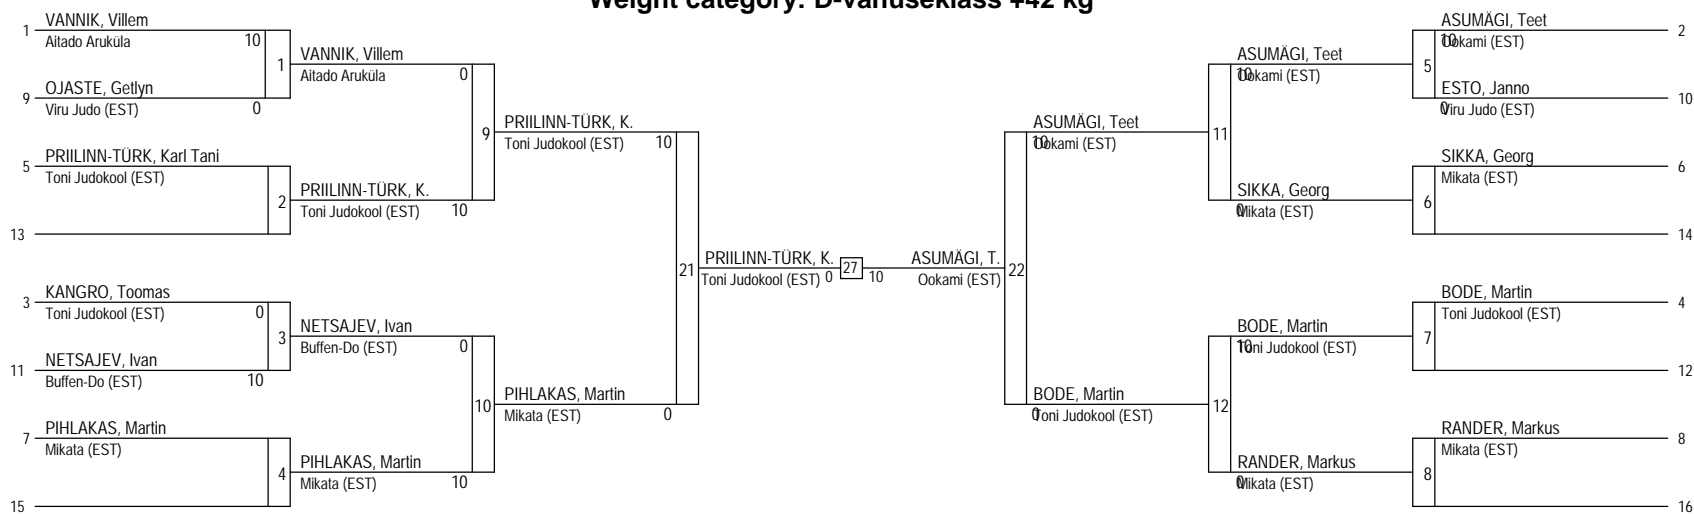 Weight category: D-vanuseklass +42 kg
1 VANNIK, Villem
Aitado Aruküla 10
9 OJASTE, Getlyn
Viru Judo (EST) 0
1
5 PRIILINN-TÜRK, Karl Tani
Toni Judokool (EST)
13
2
3 KANGRO, Toomas
Toni Judokool (EST) 0
11 NETSAJEV, Ivan
Buffen-Do (EST) 10
3
7 PIHLAKAS, Martin
Mikata (EST)
15
4
VANNIK, Villem
Aitado Aruküla 0
PRIILINN-TÜRK, K.
Toni Judokool (EST) 10
9
NETSAJEV, Ivan
Buffen-Do (EST) 0
PIHLAKAS, Martin
Mikata (EST) 10
10
PRIILINN-TÜRK, K.
Toni Judokool (EST) 10
PIHLAKAS, Martin
Mikata (EST) 0
21
PRIILINN-TÜRK, K.
Toni Judokool (EST) 0
27
10
ASUMÄGI, T.
Ookami (EST)
22
ASUMÄGI, Teet
10 Ookami (EST)
BODE, Martin
0 Toni Judokool (EST)
11
ASUMÄGI, Teet
10 Ookami (EST)
SIKKA, Georg
0 Mikata (EST)
12
BODE, Martin
10 Toni Judokool (EST)
RANDER, Markus
0 Mikata (EST)
5
ASUMÄGI, Teet 2
10 Ookami (EST)
ESTO, Janno 10
0 Viru Judo (EST)
6
SIKKA, Georg 6
Mikata (EST)
14
7
BODE, Martin 4
Toni Judokool (EST)
12
8
RANDER, Markus 8
Mikata (EST)
16